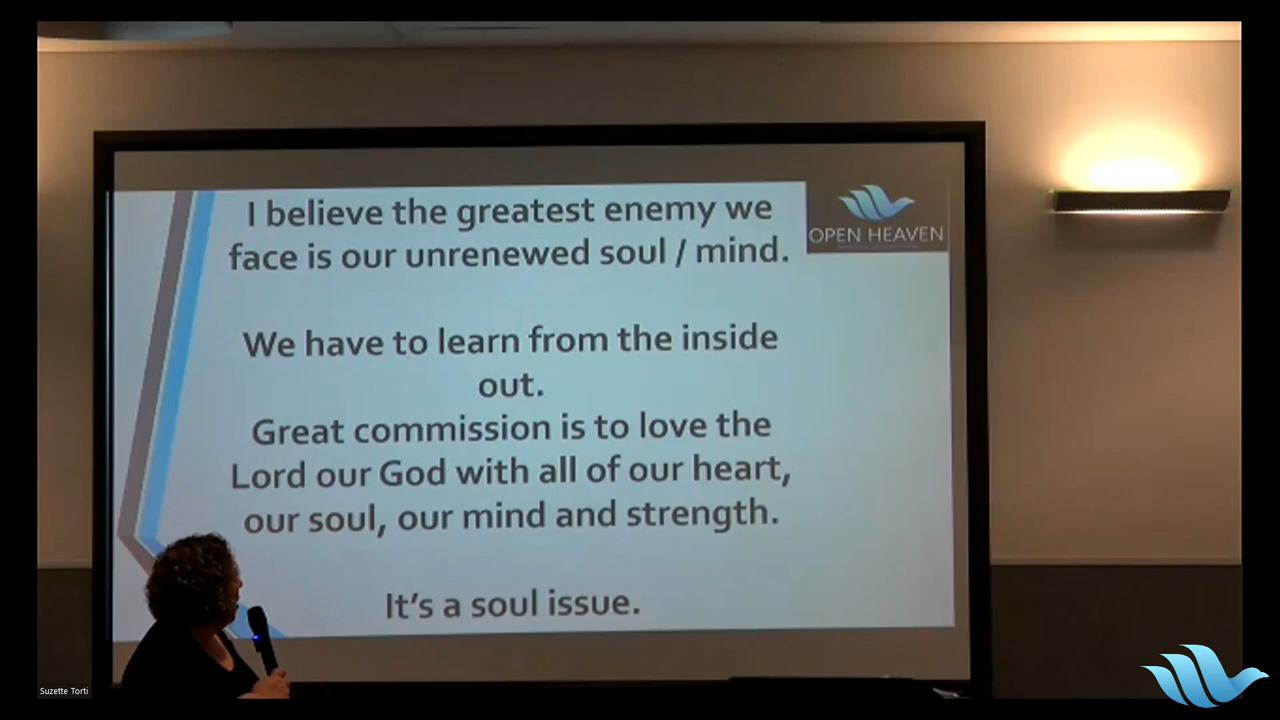 I believe the greatest enemy we
face is our unrenewed soul / mind.
OPEN HEAVEN
We have to learn from the inside
out.
Great commission is to love the
Lord our God with all of our heart,
our soul, our mind and strength.
It's a soul issue.
Suzette Torti